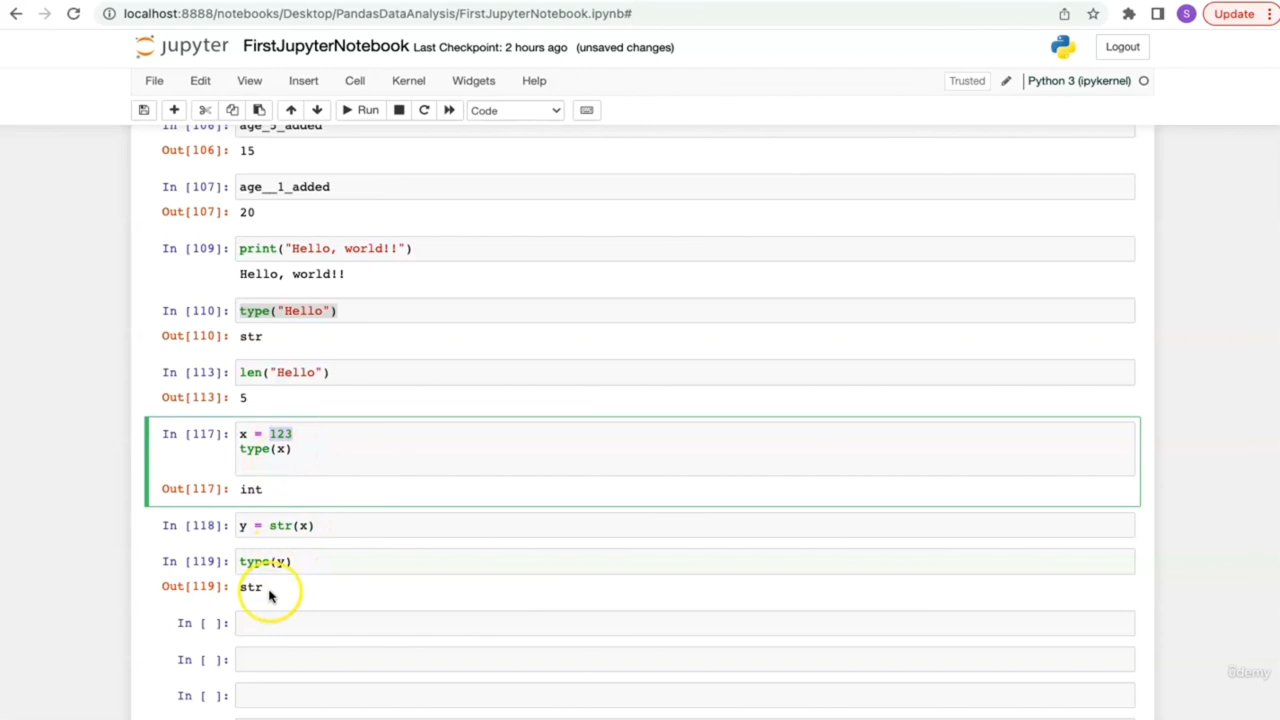 localhost:8888/notebooks/Desktop/PandasDataAnalysis/FirstJupyterNotebook.ipynb#
S
Update
jupyter FirstJupyterNotebook Last Checkpoint: 2 hours ago (unsaved changes)
Logout
File Edit View Insert Cell Kernel Widgets Help
Trusted Python 3 (ipykernel)
Run Code
In [106]: age_5_added
Out[106]: 15
In [107]: age__1_added
Out[107]: 20
In [109]: print("Hello, world!!")
Hello, world!!
In [110]: type("Hello")
Out[110]: str
In [113]: len("Hello")
Out[113]: 5
In [117]: x = 123
type(x)
Out[117]: int
In [118]: y = str(x)
In [119]: type(y)
Out[119]: str
In [ ]:
In [ ]:
In [ ]:
ûdemy